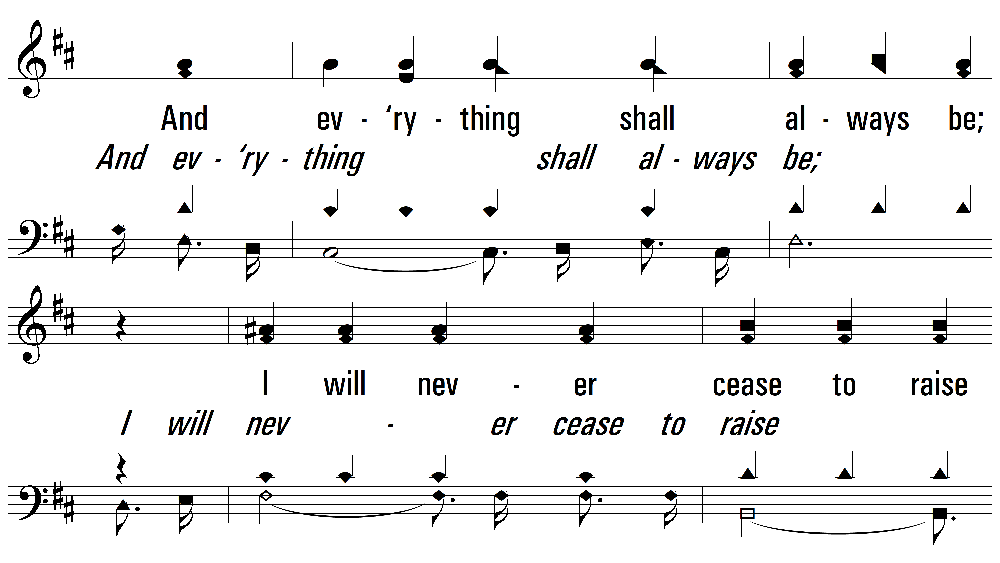 And ev - ‘ry - thing shall al - ways be;
And ev - ‘ry - thing shall al - ways be;
I will nev - er cease to raise
I will nev - er cease to raise